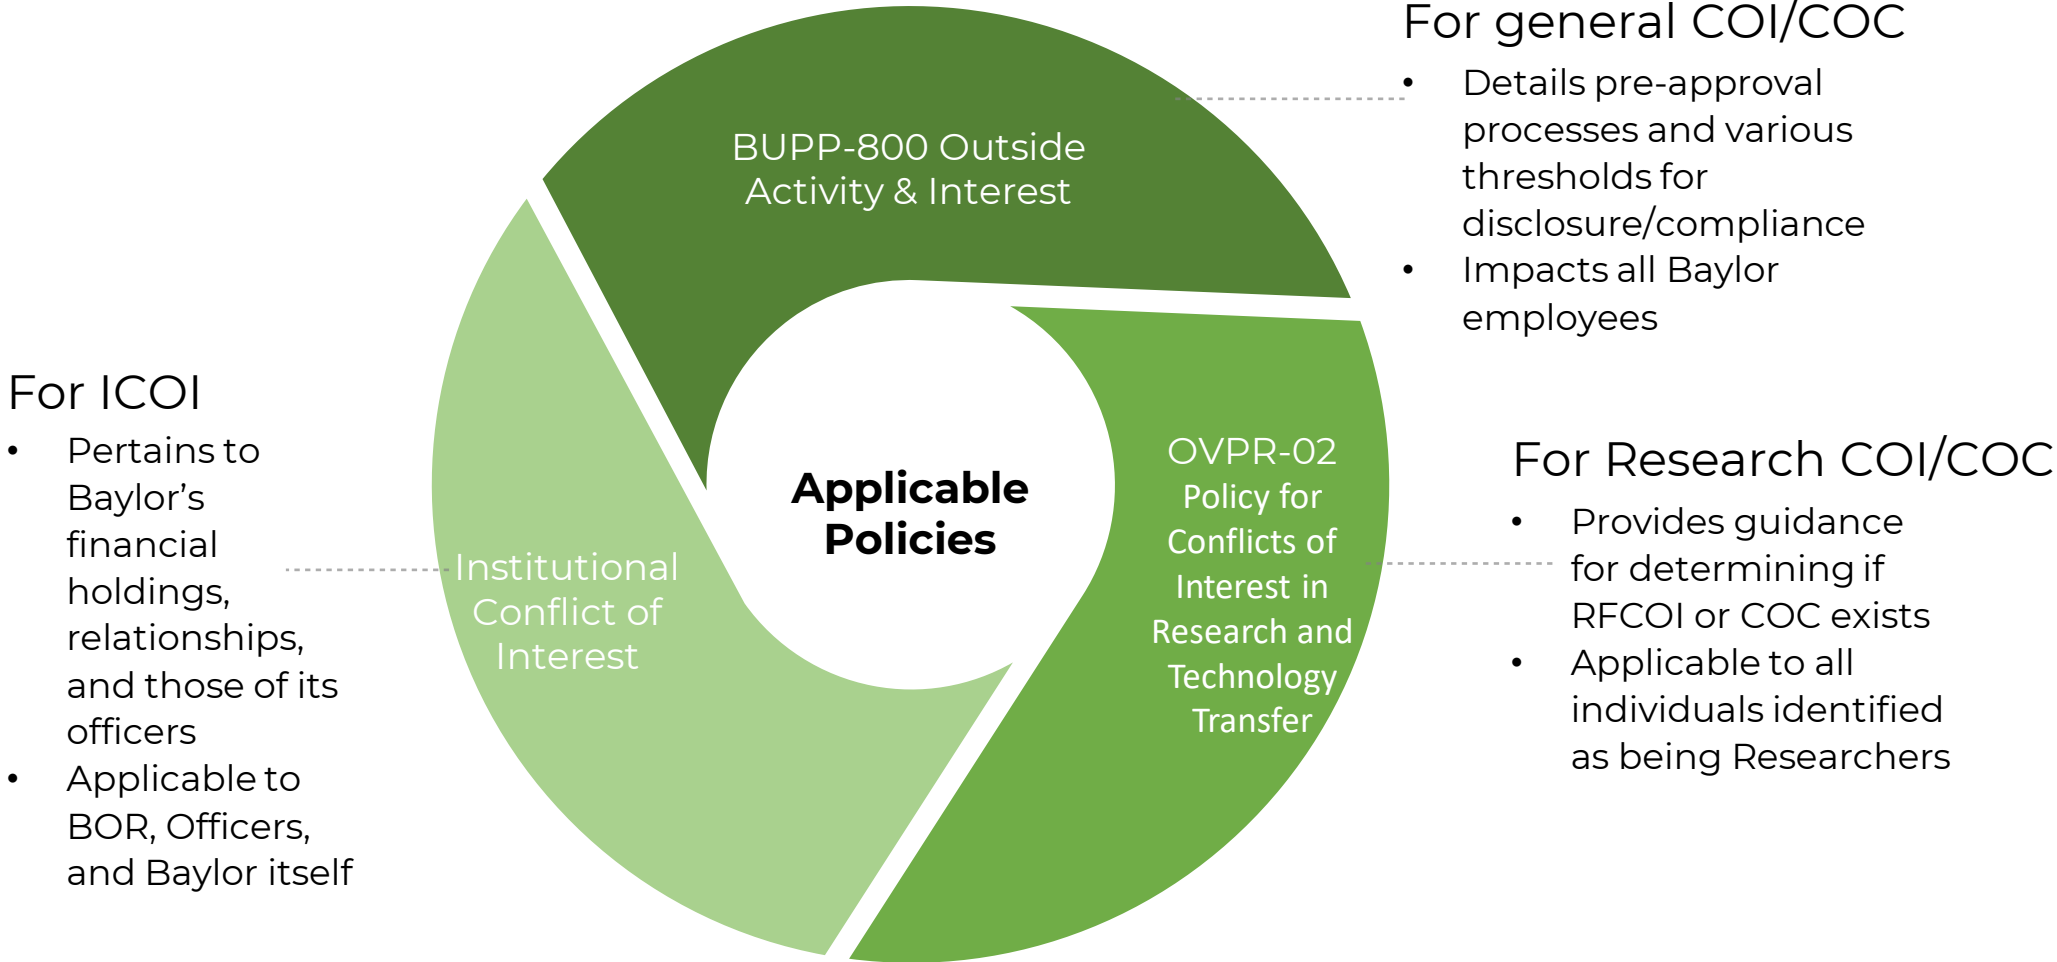 For general COI/COC
• Details pre-approval
processes and various
thresholds for
disclosure/compliance
• Impacts all Baylor
employees
BUPP-800 Outside
Activity & Interest
For ICOI
• Pertains to
Baylor’s
financial
holdings,
relationships,
and those of its
officers
• Applicable to
BOR, Officers,
and Baylor itself
Institutional
Conflict of
Interest
Applicable
Policies
OVPR-02
Policy for
Conflicts of
Interest in
Research and
Technology
Transfer
For Research COI/COC
• Provides guidance
for determining if
RFCOI or COC exists
• Applicable to all
individuals identified
as being Researchers